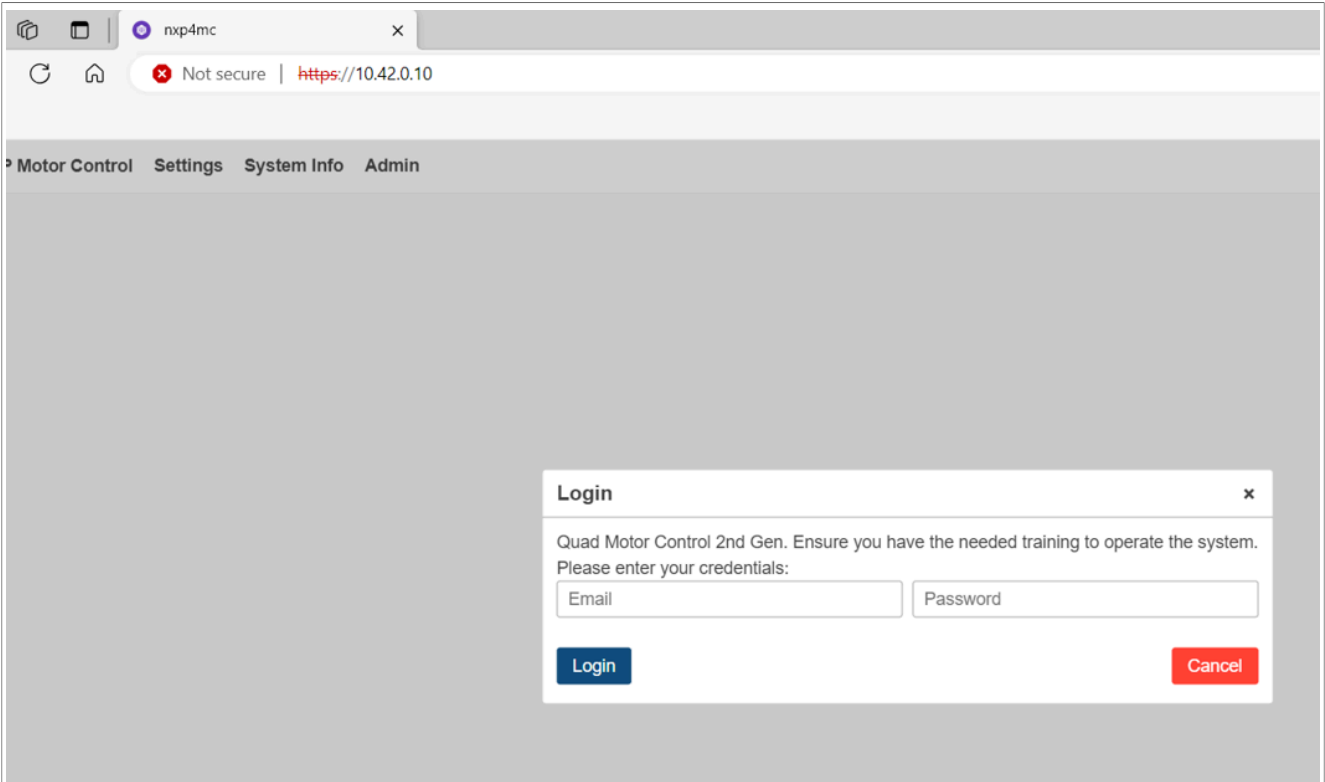 nxp4mc
Not secure | https://10.42.0.10
P Motor Control Settings System Info Admin
Login
Quad Motor Control 2nd Gen. Ensure you have the needed training to operate the system.
Please enter your credentials:
Email Password
Login Cancel